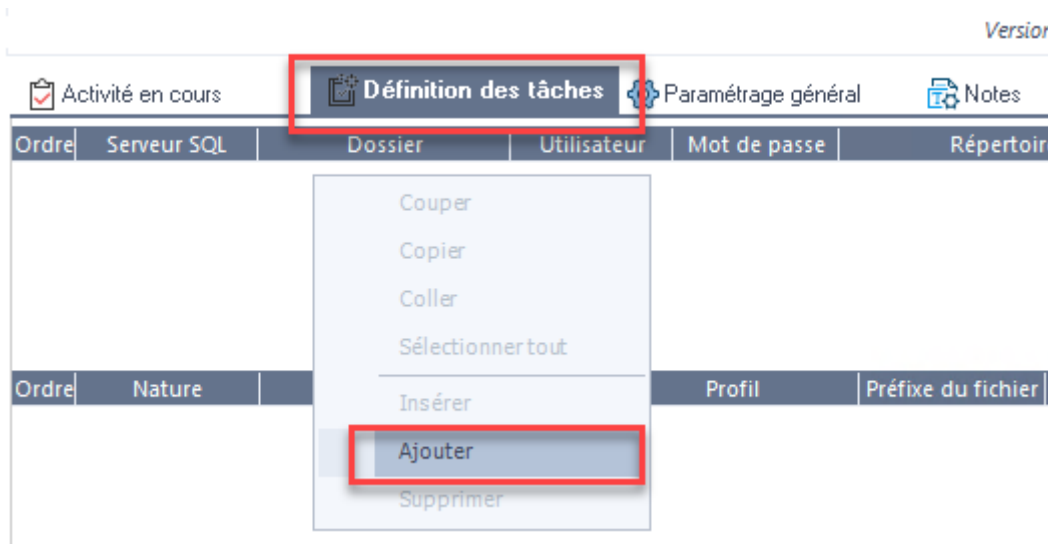 Version
Activité en cours Définition des tâches Paramétrage général Notes
Ordre Serveur SQL Dossier Utilisateur Mot de passe Répertoir
Couper
Copier
Coller
Sélectionner tout
Ordre Nature Profil Préfixe du fichier
Insérer
Ajouter
Supprimer